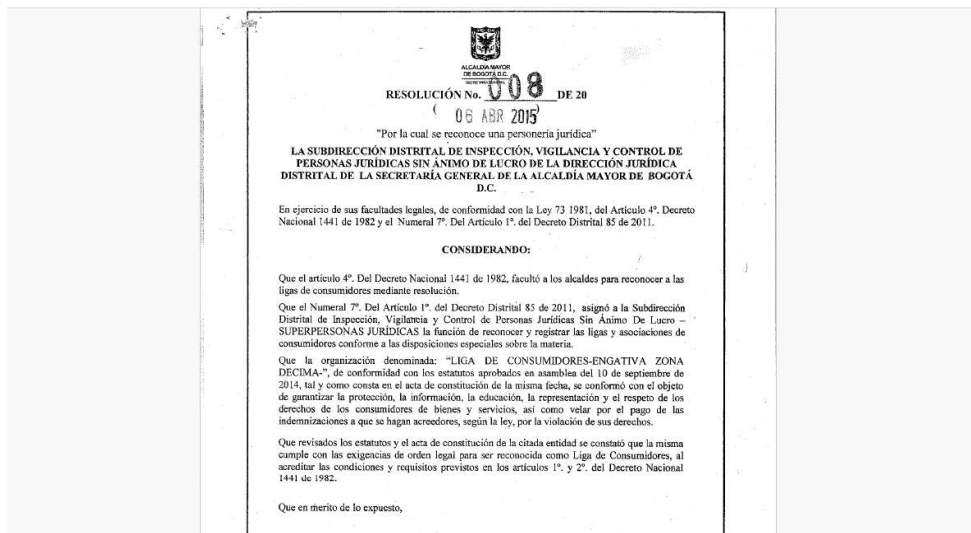 ALCALDIA MAYOR
DE BOGOTÁ D.C.
RESOLUCIÓN No. 008 DE 20
( 06 ABR 2015)
"Por la cual se reconoce una personería jurídica"
LA SUBDIRECCIÓN DISTRITAL DE INSPECCIÓN, VIGILANCIA Y CONTROL DE
PERSONAS JURÍDICAS SIN ÁNIMO DE LUCRO DE LA DIRECCIÓN JURÍDICA
DISTRITAL DE LA SECRETARÍA GENERAL DE LA ALCALDÍA MAYOR DE BOGOTÁ
D.C.
En ejercicio de sus facultades legales, de conformidad con la Ley 73 1981, del Artículo 4º. Decreto
Nacional 1441 de 1982 y el Numeral 7º. Del Artículo 1º. del Decreto Distrital 85 de 2011.
CONSIDERANDO:
Que el artículo 4º. Del Decreto Nacional 1441 de 1982, facultó a los alcaldes para reconocer a las
ligas de consumidores mediante resolución.
Que el Numeral 7º. Del Artículo 1º. del Decreto Distrital 85 de 2011, asignó a la Subdirección
Distrital de Inspección, Vigilancia y Control de Personas Jurídicas Sin Ánimo De Lucro –
SUPERPERSONAS JURÍDICAS la función de reconocer y registrar las ligas y asociaciones de
consumidores conforme a las disposiciones especiales sobre la materia.
Que la organización denominada: "LIGA DE CONSUMIDORES-ENGATIVA ZONA
DECIMA-", de conformidad con los estatutos aprobados en asamblea del 10 de septiembre de
2014, tal y como consta en el acta de constitución de la misma fecha, se conformó con el objeto
de garantizar la protección, la información, la educación, la representación y el respeto de los
derechos de los consumidores de bienes y servicios, así como velar por el pago de las
indemnizaciones a que se hagan acreedores, según la ley, por la violación de sus derechos.
Que revisados los estatutos y el acta de constitución de la citada entidad se constató que la misma
cumple con las exigencias de orden legal para ser reconocida como Liga de Consumidores, al
acreditar las condiciones y requisitos previstos en los artículos 1º. y 2º. del Decreto Nacional
1441 de 1982.
Que en merito de lo expuesto,